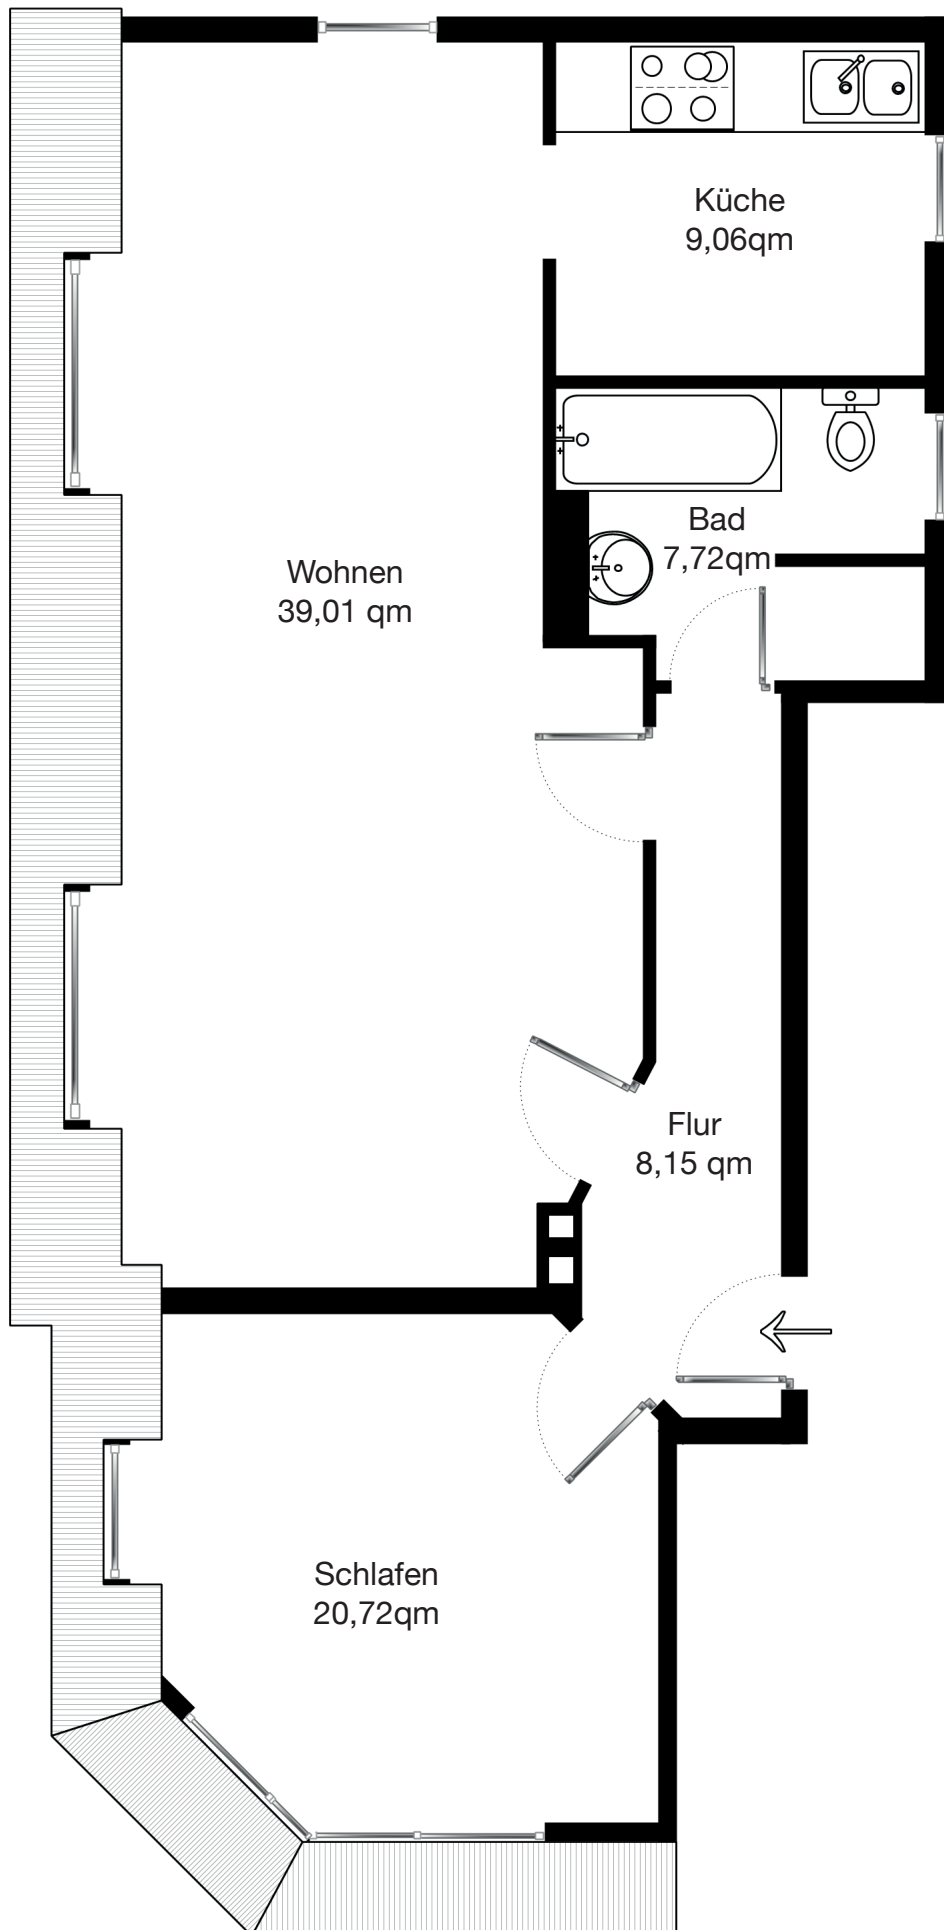 Küche
9,06qm
Bad
7,72qm
Wohnen
39,01 qm
Flur
8,15 qm
Schlafen
20,72qm